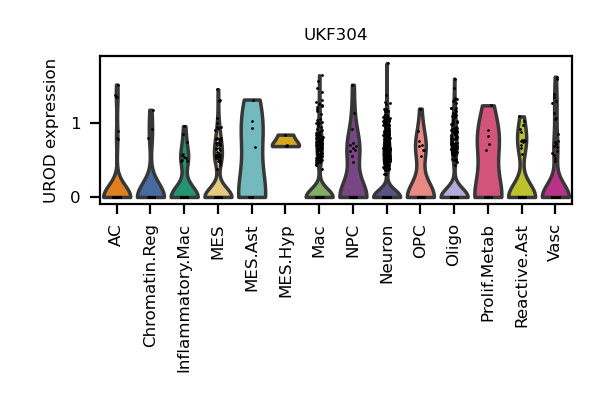 UKF304
UROD expression
1
0
AC
Chromatin.Reg
Inflammatory.Mac
MES
MES.Ast
MES.Hyp
Mac
NPC
Neuron
OPC
Oligo
Prolif.Metab
Reactive.Ast
Vasc